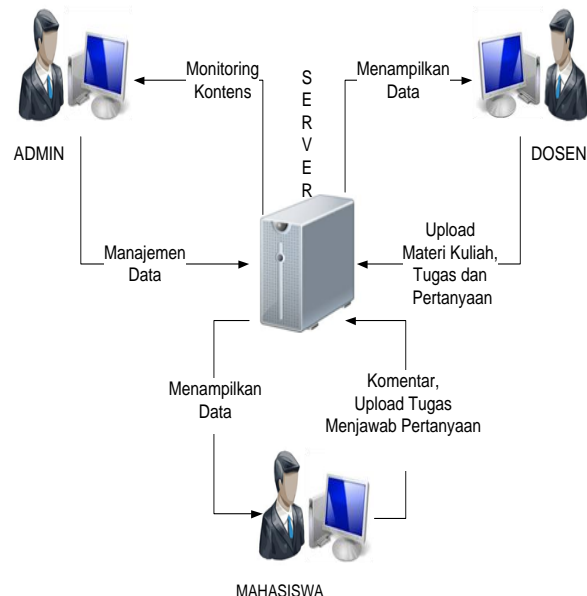 Monitoring
Kontens
S
E
R
V
E
R
Menampilkan
Data
ADMIN
DOSEN
Manajemen
Data
Upload
Materi Kuliah,
Tugas dan
Pertanyaan
Menampilkan
Data
Komentar,
Upload Tugas
Menjawab Pertanyaan
MAHASISWA